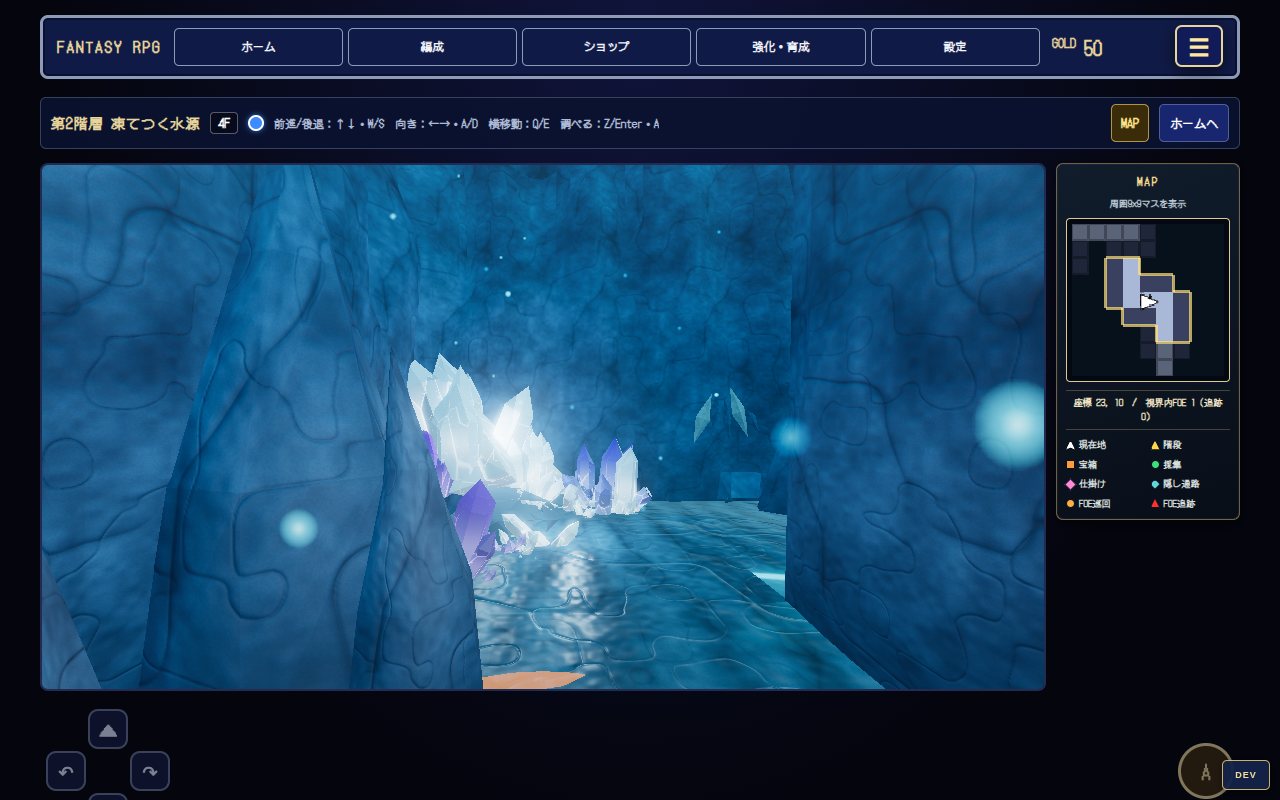 FANTASY RPG
ホーム
編成
ショップ
強化・育成
設定
GOLD 50
第2階層 凍てつく水源
4F
前進/後退：↑↓・W/S 向き：←→・A/D 横移動：Q/E 調べる：Z/Enter・A
MAP
ホームへ
MAP
周囲9x9マスを表示
座標 23, 10 / 視界内FOE 1（追跡
0）
現在地
階段
宝箱
採集
仕掛け
隠し通路
FOE巡回
FOE追跡
A
DEV